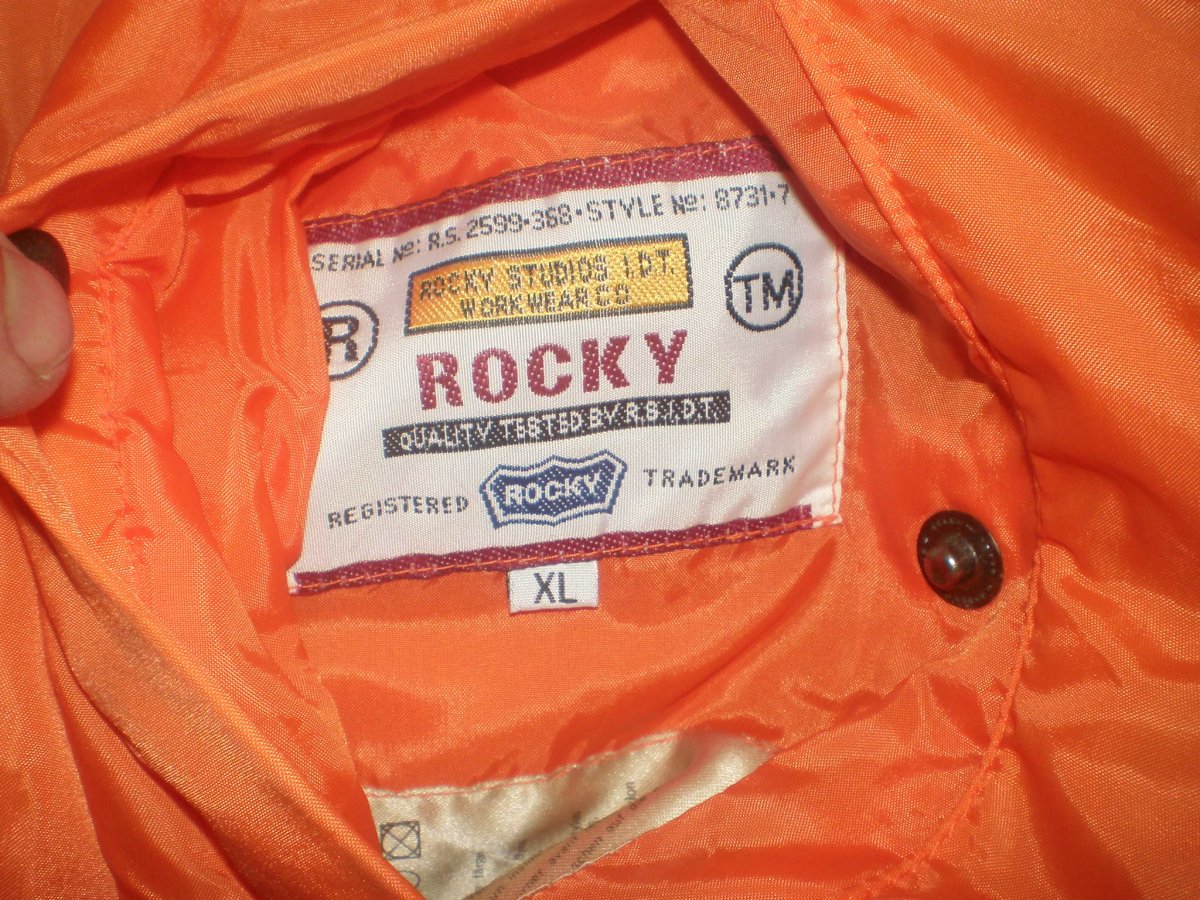 SERIAL Nº: R.S. 2599-368·STYLE Nº: 8731·7
ROCKY STUDIOS I.D.T.
WORKWEAR CO
R
TM
ROCKY
QUALITY TESTED BY R.S.I.D.T.
REGISTERED
ROCKY
TRADEMARK
XL